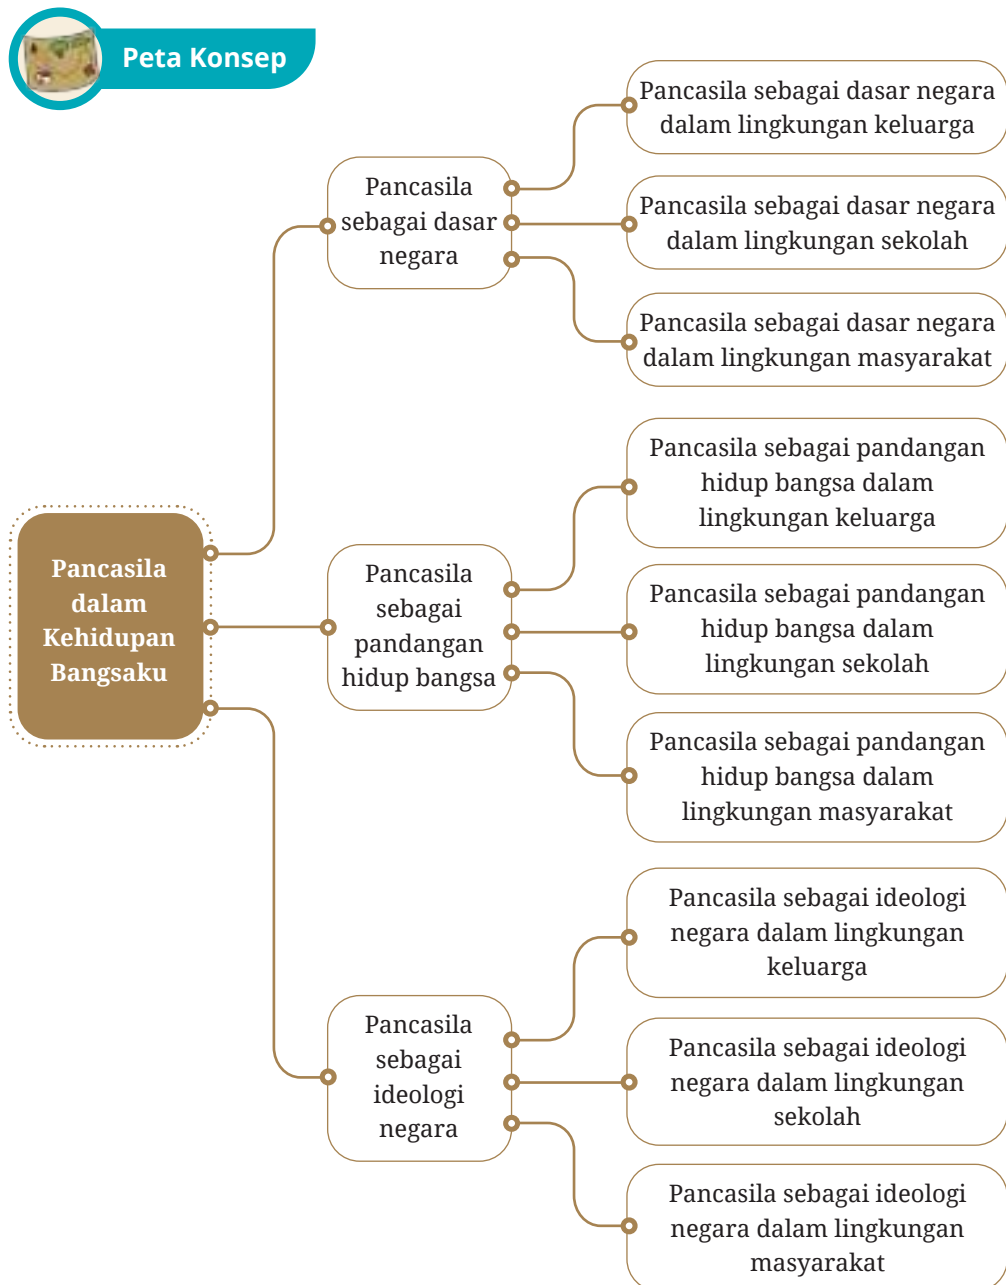 Peta Konsep
Pancasila
dalam
Kehidupan
Bangsaku
Pancasila
sebagai dasar
negara
Pancasila sebagai dasar negara
dalam lingkungan keluarga
Pancasila sebagai dasar negara
dalam lingkungan sekolah
Pancasila sebagai dasar negara
dalam lingkungan masyarakat
Pancasila
sebagai
pandangan
hidup bangsa
Pancasila sebagai pandangan
hidup bangsa dalam
lingkungan keluarga
Pancasila sebagai pandangan
hidup bangsa dalam
lingkungan sekolah
Pancasila sebagai pandangan
hidup bangsa dalam
lingkungan masyarakat
Pancasila
sebagai
ideologi
negara
Pancasila sebagai ideologi
negara dalam lingkungan
keluarga
Pancasila sebagai ideologi
negara dalam lingkungan
sekolah
Pancasila sebagai ideologi
negara dalam lingkungan
masyarakat